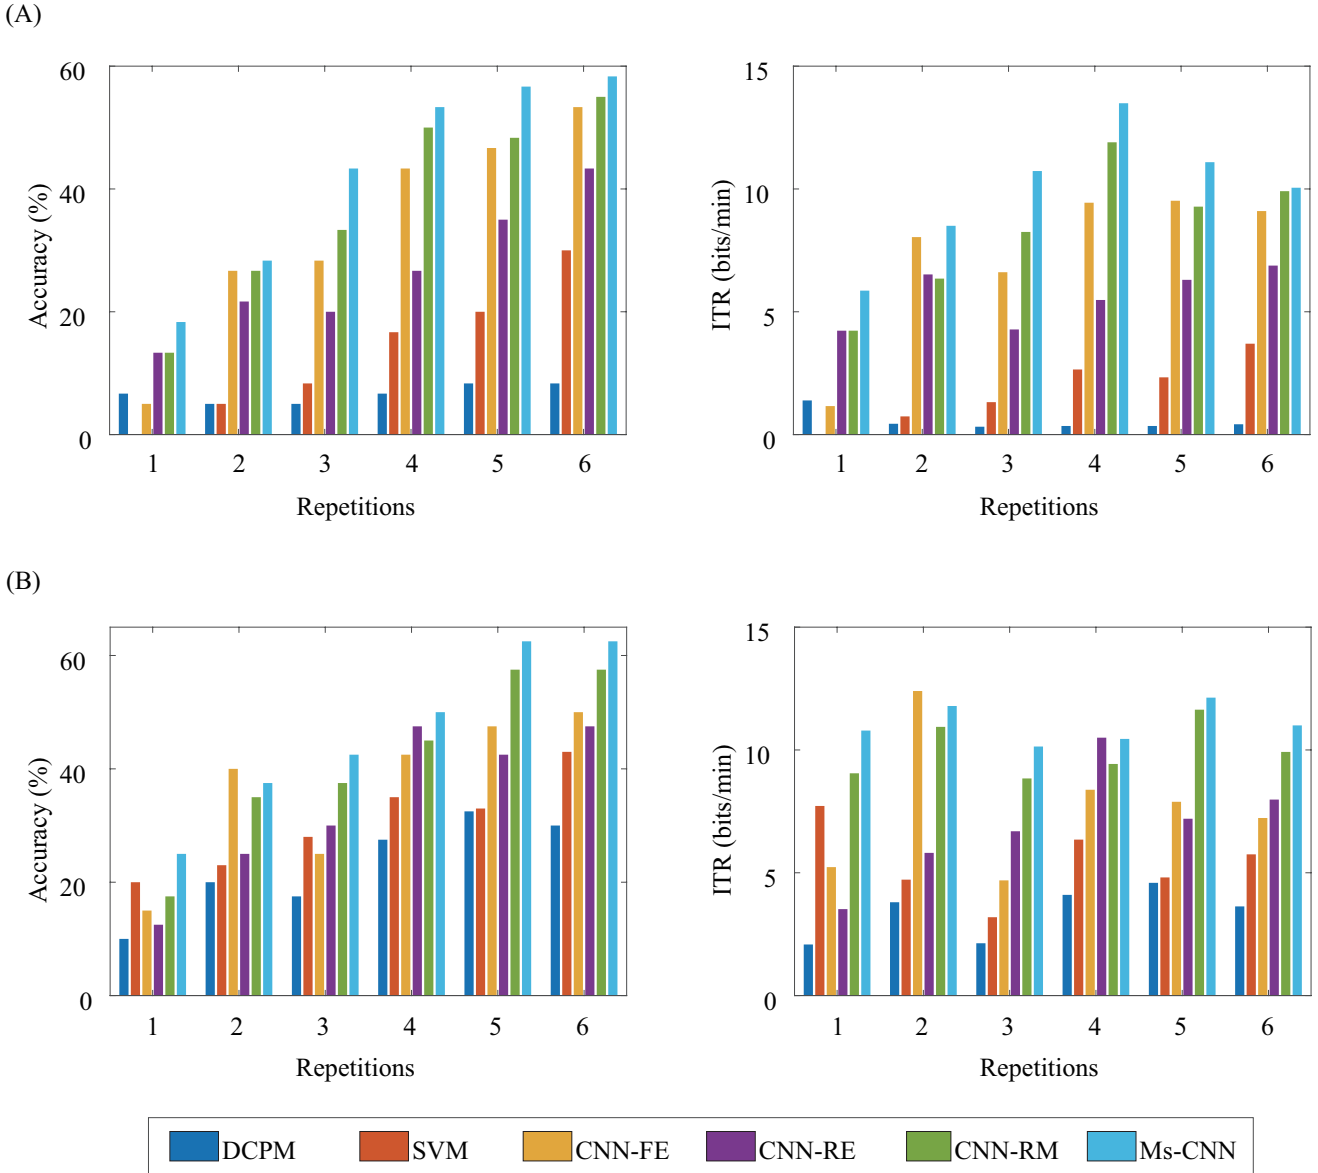 (A)
60
40
20
0
Accuracy (%)
1 2 3 4 5 6
Repetitions
15
10
5
0
ITR (bits/min)
1 2 3 4 5 6
Repetitions
(B)
60
40
20
0
Accuracy (%)
1 2 3 4 5 6
Repetitions
15
10
5
0
ITR (bits/min)
1 2 3 4 5 6
Repetitions
DCPM SVM CNN-FE CNN-RE CNN-RM Ms-CNN